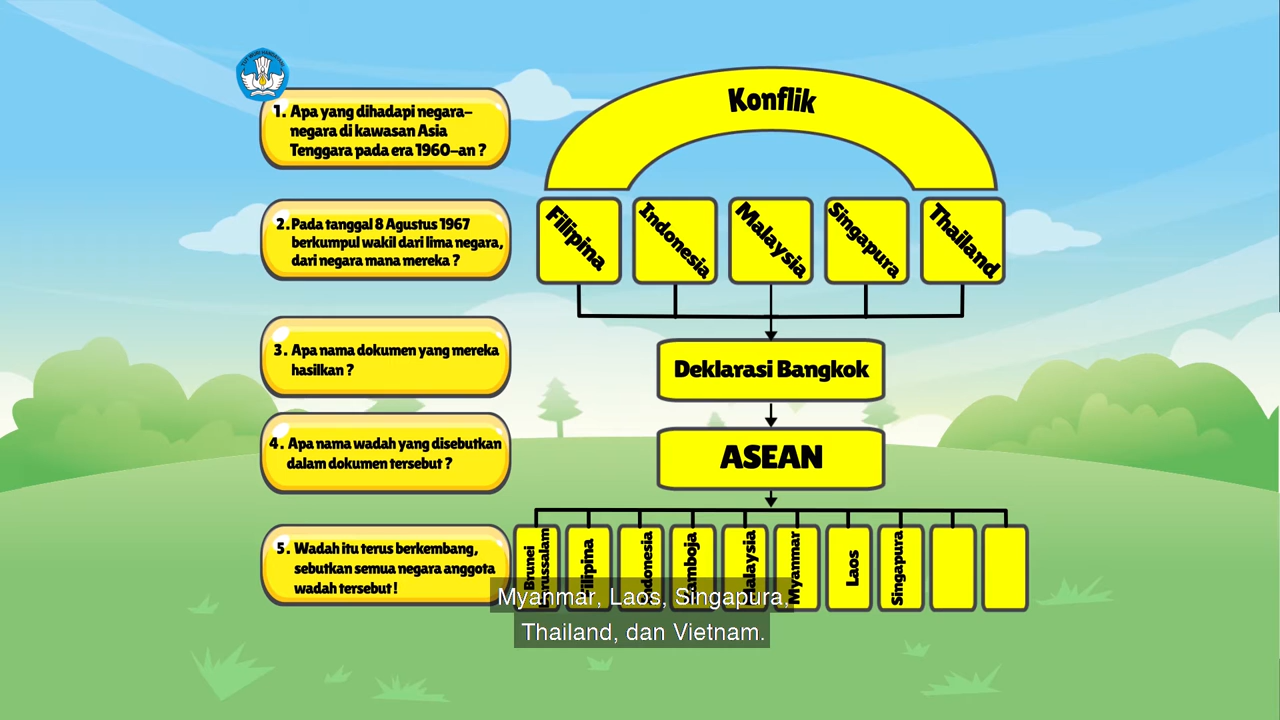 1. Apa yang dihadapi negara-
negara di kawasan Asia
Tenggara pada era 1960-an ?
Konflik
2. Pada tanggal 8 Agustus 1967
berkumpul wakil dari lima negara,
dari negara mana mereka ?
Filipina
Indonesia
Malaysia
Singapura
Thailand
3. Apa nama dokumen yang mereka
hasilkan ?
Deklarasi Bangkok
4. Apa nama wadah yang disebutkan
dalam dokumen tersebut ?
ASEAN
5. Wadah itu terus berkembang,
sebutkan semua negara anggota
wadah tersebut !
Brunei
Darussalam
Filipina
Indonesia
Kamboja
Malaysia
Myanmar
Laos
Singapura
Myanmar, Laos, Singapura,
Thailand, dan Vietnam.